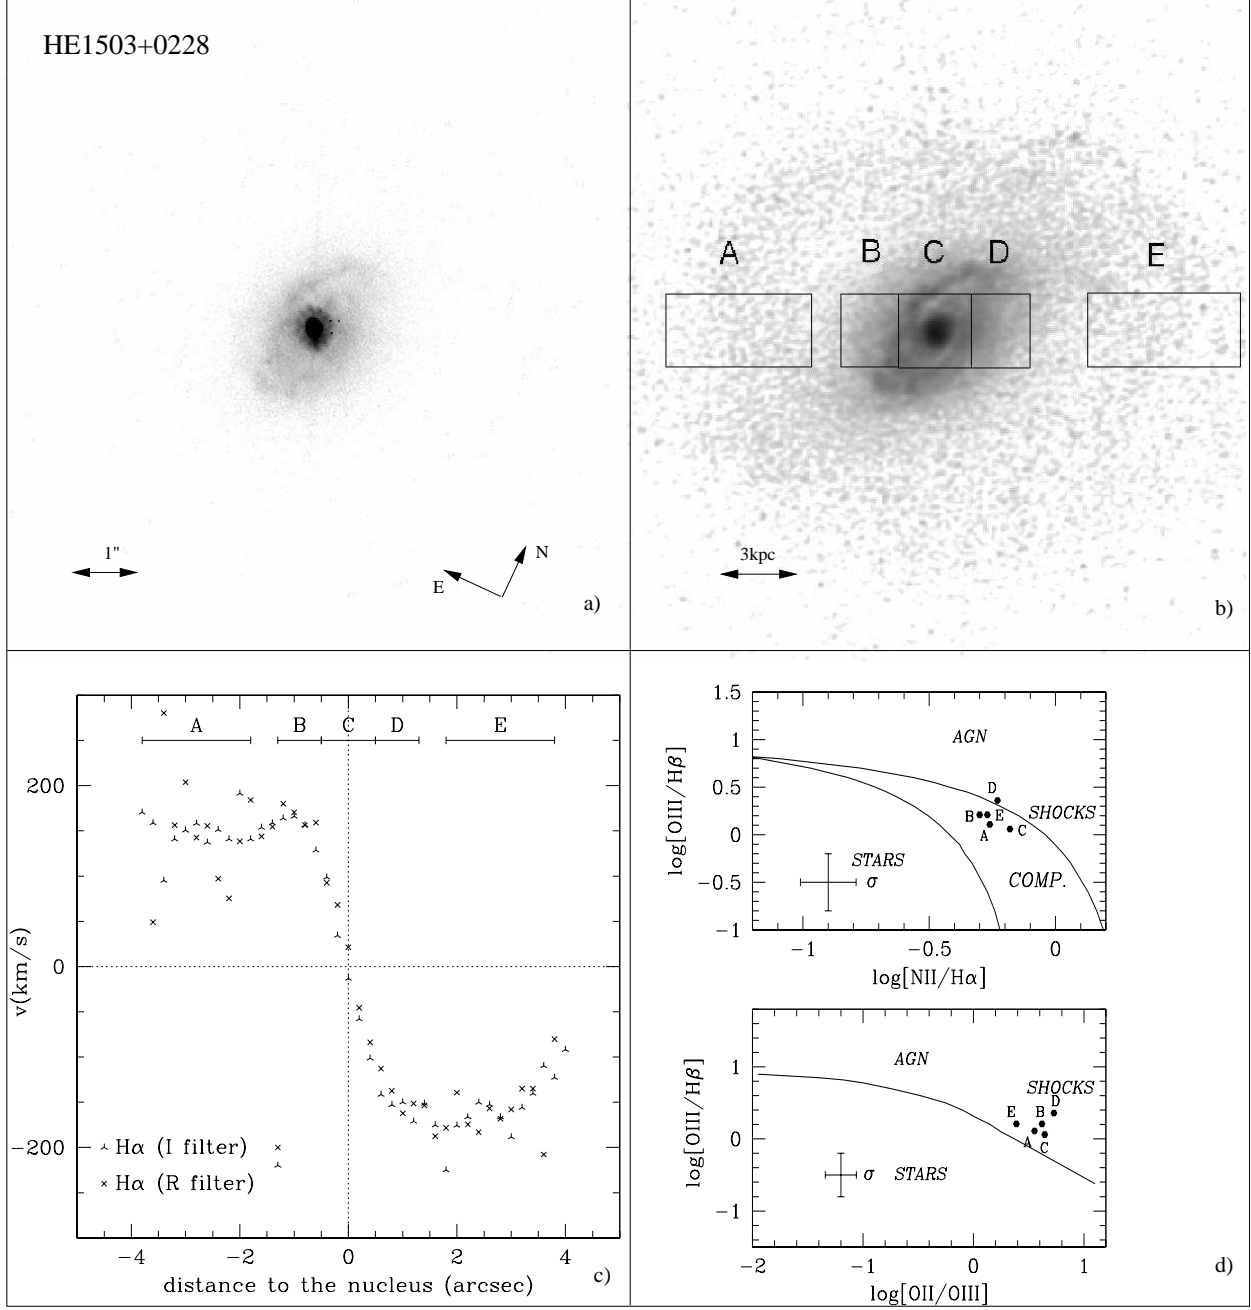 HE1503+0228
1"
E
N
a)
A
B
C
D
E
3kpc
b)
A
B
C
D
E
200
0
−200
v(km/s)
Hα (I filter)
Hα (R filter)
−4
−2
0
2
4
distance to the nucleus (arcsec)
c)
1.5
1
0.5
0
−0.5
−1
log[OIII/Hβ]
AGN
D
SHOCKS
B
E
A
C
STARS
σ
COMP.
−1
−0.5
0
log[NII/Hα]
1
0
−1
log[OIII/Hβ]
AGN
SHOCKS
D
E
B
A
C
σ
STARS
−2
−1
0
1
log[OII/OIII]
d)